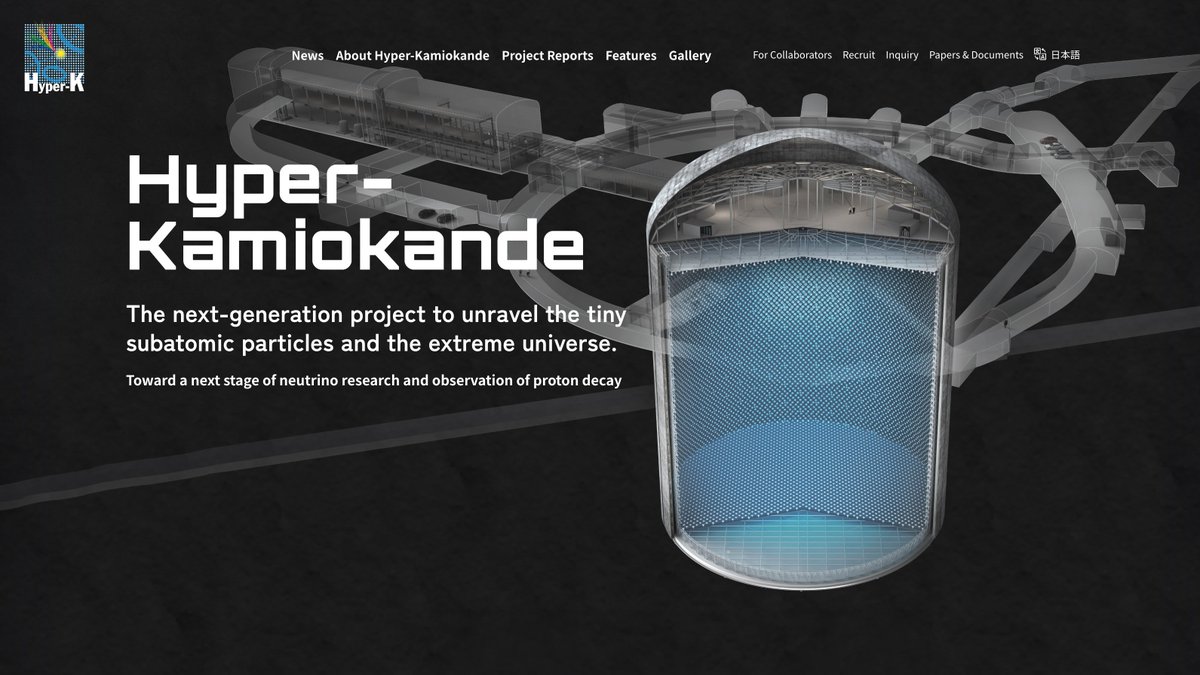 Hyper-K
News About Hyper-Kamiokande Project Reports Features Gallery For Collaborators Recruit Inquiry Papers & Documents 日本語
Hyper-
Kamiokande
The next-generation project to unravel the tiny
subatomic particles and the extreme universe.
Toward a next stage of neutrino research and observation of proton decay